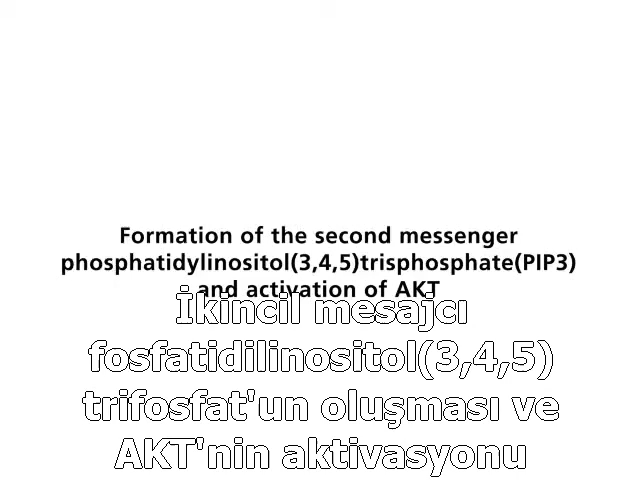 Formation of the second messenger
phosphatidylinositol(3,4,5)trisphosphate(PIP3)
and activation of AKT
İkincil mesajcı
fosfatidilinositol(3,4,5)
trifosfat'un oluşması ve
AKT'nin aktivasyonu